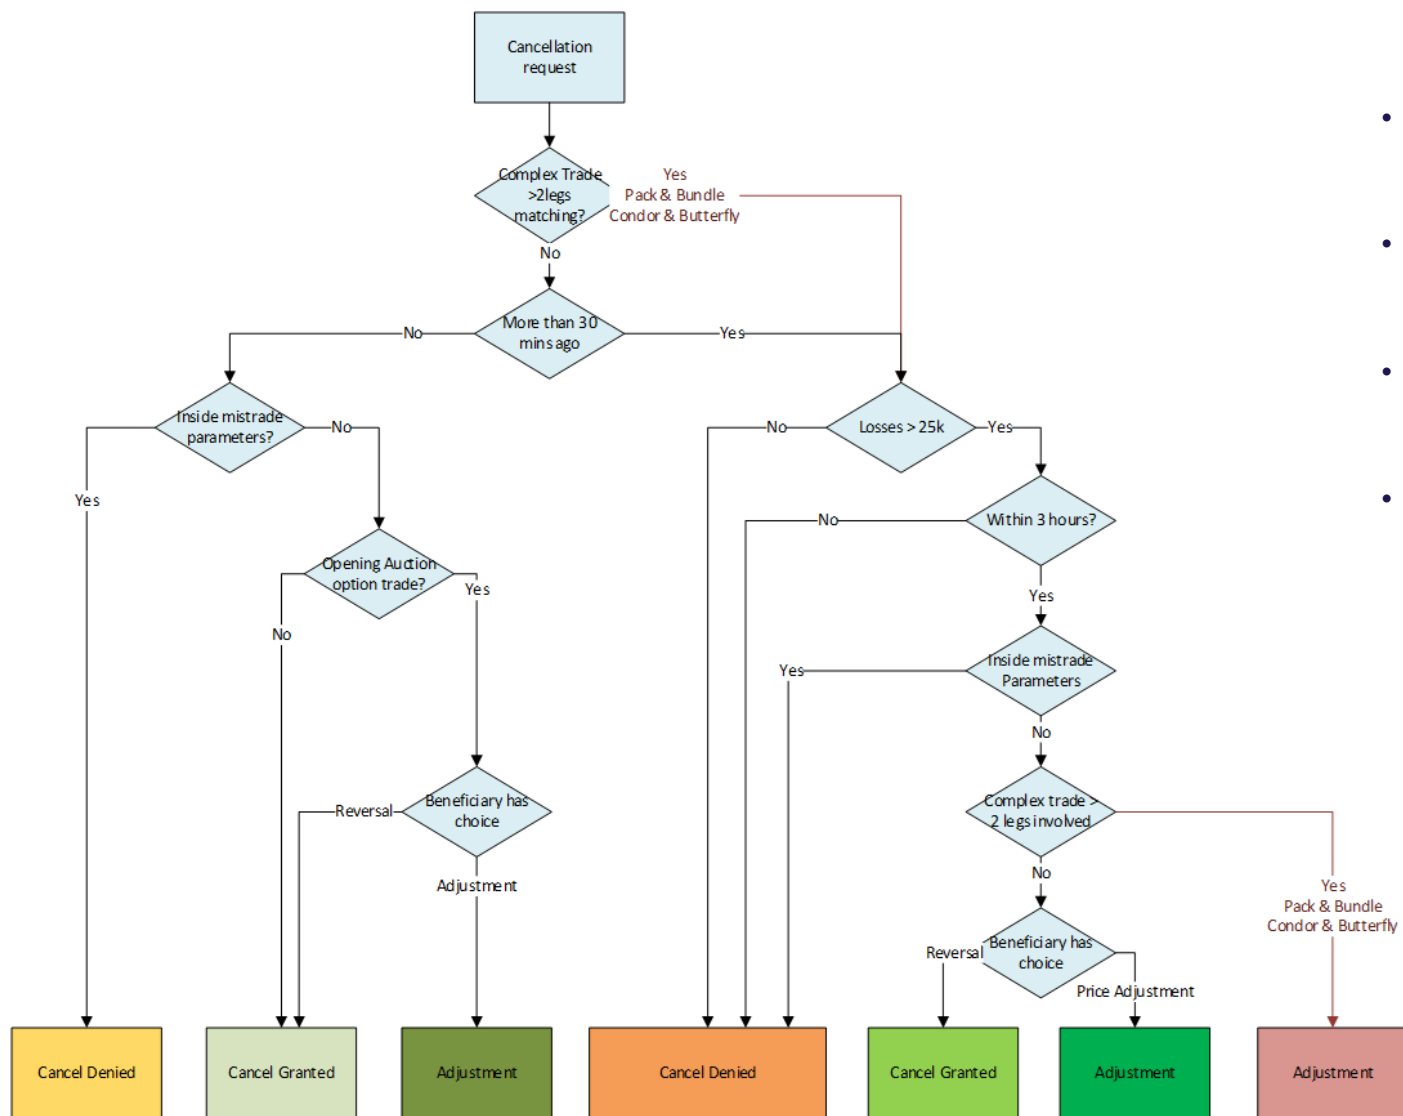 Cancellation
request
Complex Trade
>2legs
matching?
Yes
Pack & Bundle
Condor & Butterfly
No
More than 30
mins ago
No
Yes
Inside mistrade
parameters?
No
Losses > 25k
No
Yes
Yes
Within 3 hours?
No
Opening Auction
option trade?
Yes
No
Yes
Inside mistrade
Parameters
Yes
No
Beneficiary has
choice
Reversal
Adjustment
Complex trade >
2 legs involved
No
Yes
Pack & Bundle
Condor & Butterfly
Beneficiary has
choice
Reversal
Price Adjustment
Cancel Denied
Cancel Granted
Adjustment
Cancel Denied
Cancel Granted
Adjustment
Adjustment